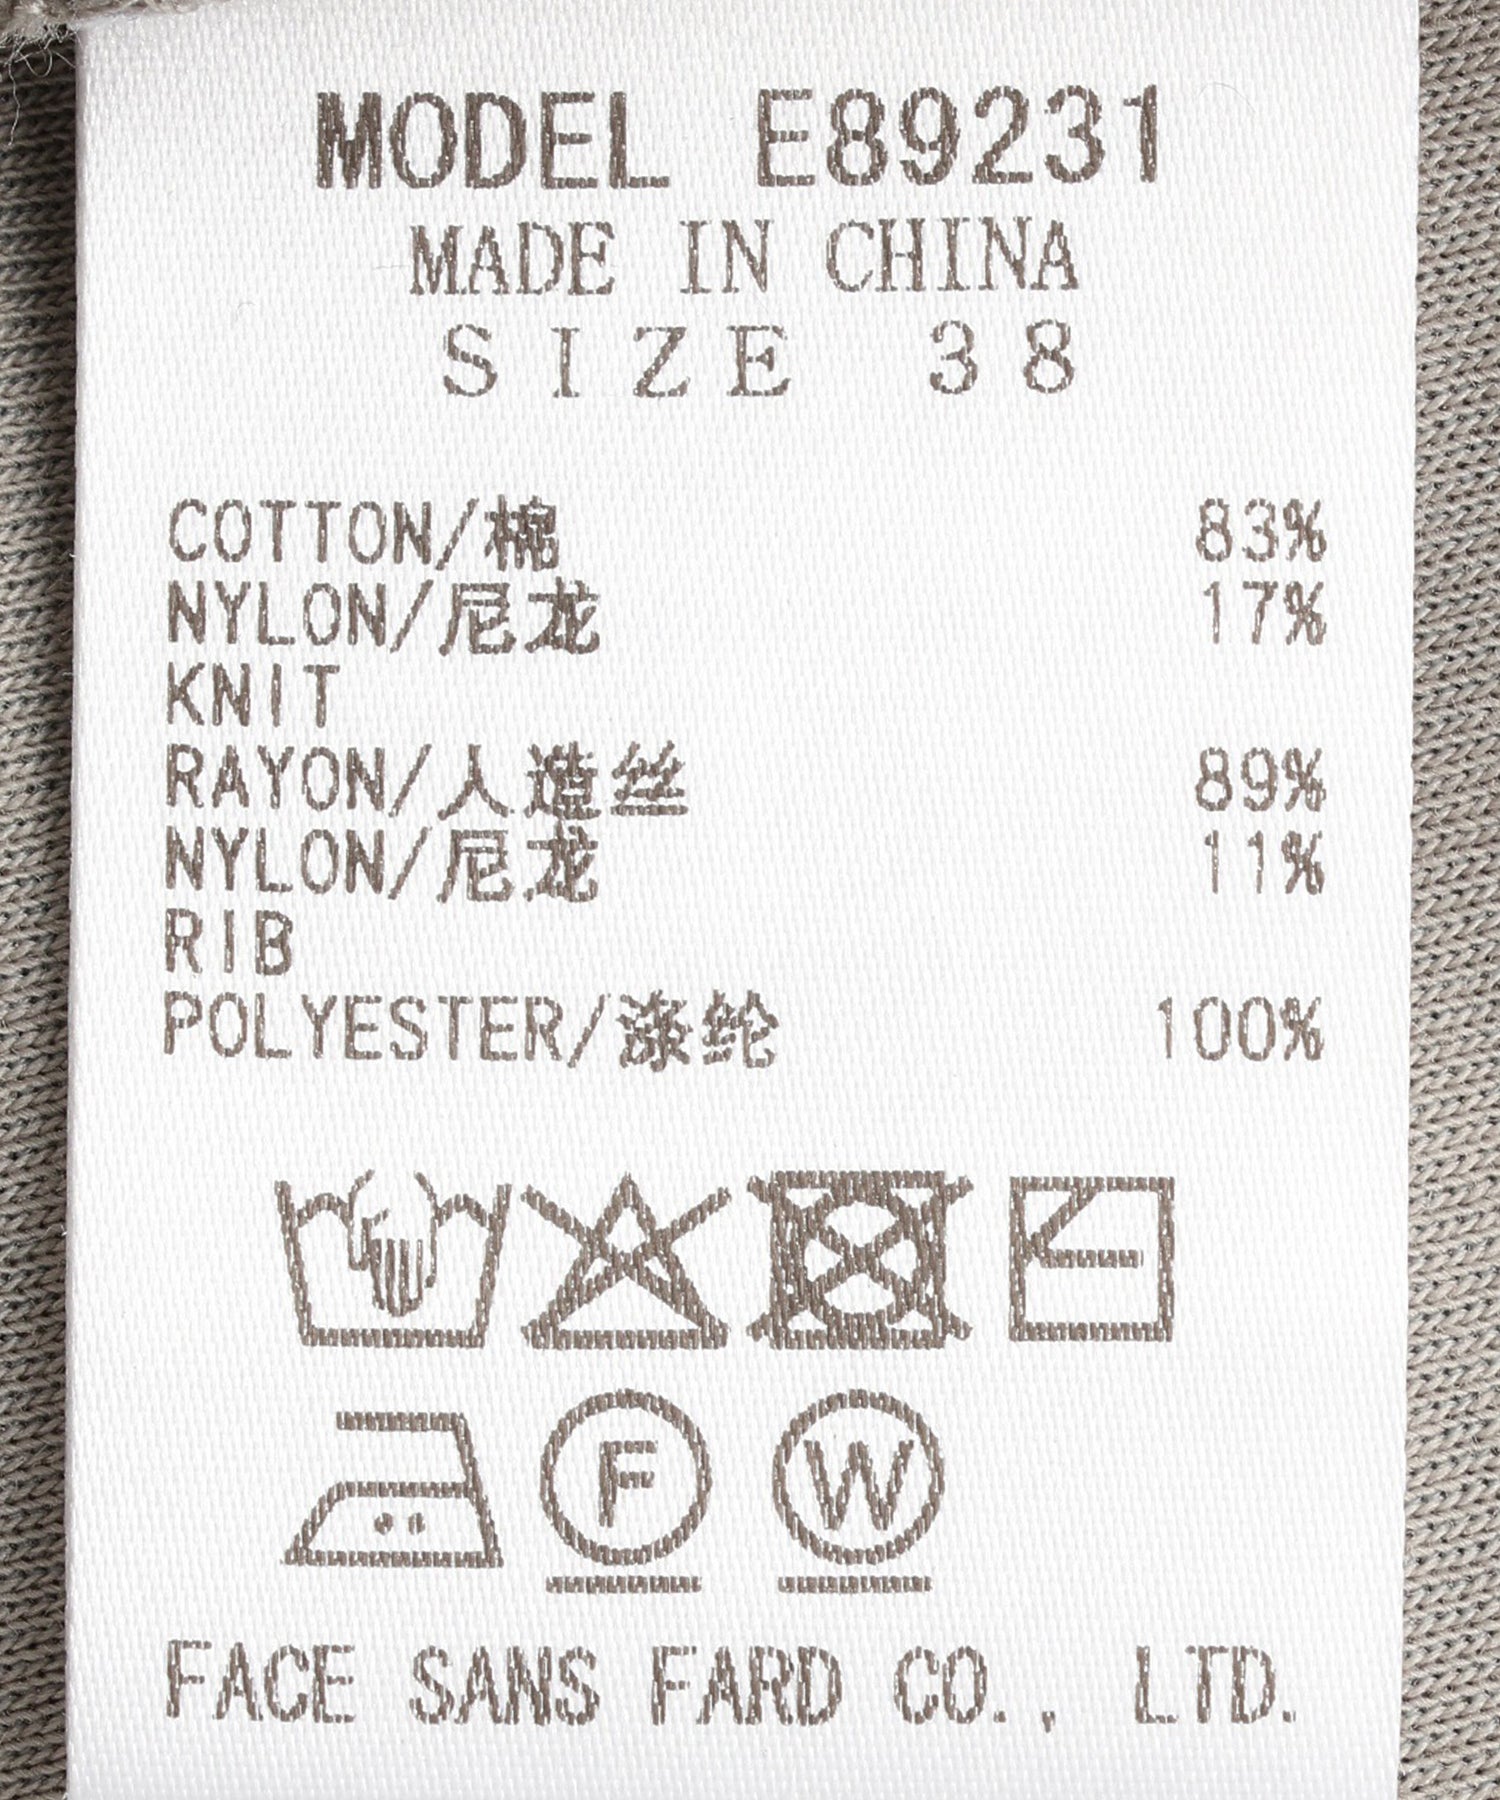 MODEL E89231
MADE IN CHINA
SIZE 38
COTTON/棉 83%
NYLON/尼龙 17%
KNIT
RAYON/人造丝 89%
NYLON/尼龙 11%
RIB
POLYESTER/涤纶 100%
F W
FACE SANS FARD CO., LTD.